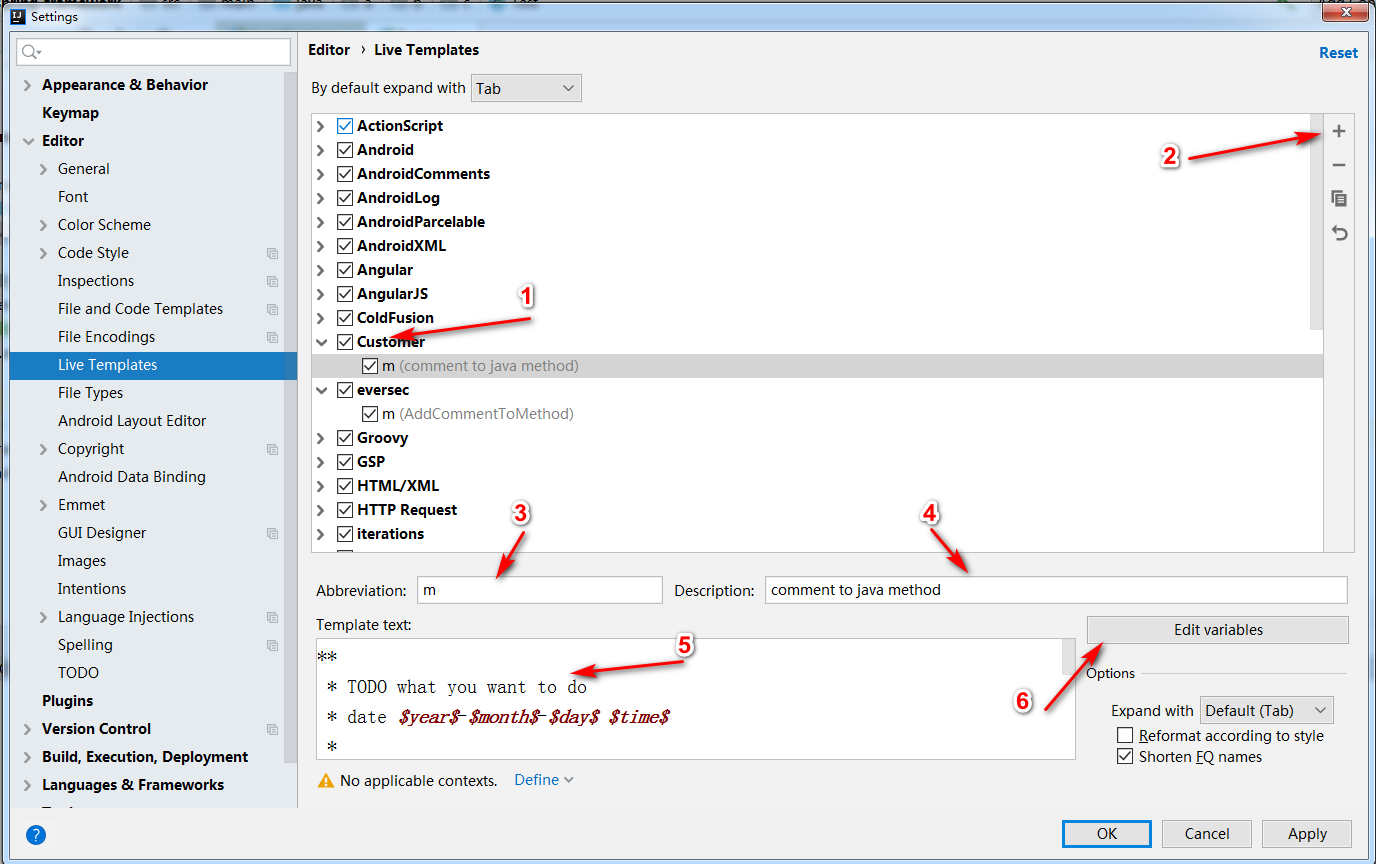 Settings
Editor › Live Templates
Reset
By default expand with Tab
Appearance & Behavior
Keymap
Editor
General
Font
Color Scheme
Code Style
Inspections
File and Code Templates
File Encodings
Live Templates
File Types
Android Layout Editor
Copyright
Android Data Binding
Emmet
GUI Designer
Images
Intentions
Language Injections
Spelling
TODO
Plugins
Version Control
Build, Execution, Deployment
Languages & Frameworks
ActionScript
Android
AndroidComments
AndroidLog
AndroidParcelable
AndroidXML
Angular
AngularJS
ColdFusion
Customer
m (comment to java method)
eversec
m (AddCommentToMethod)
Groovy
GSP
HTML/XML
HTTP Request
iterations
1
2
3
4
Abbreviation: m
Description: comment to java method
Template text:
Edit variables
**
* TODO what you want to do
* date $year$-$month$-$day$ $time$
*
5
6
Options
Expand with Default (Tab)
Reformat according to style
Shorten FQ names
No applicable contexts. Define
?
OK
Cancel
Apply